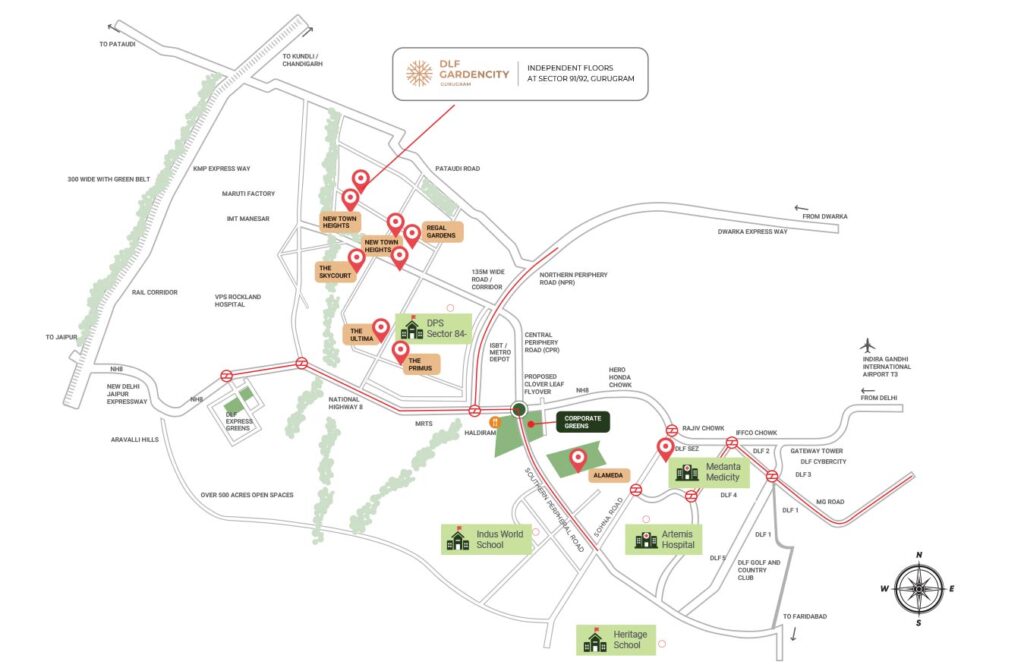 TO PATAUDI
TO KUNDLI /
CHANDIGARH
DLF
GARDENCITY
GURUGRAM
INDEPENDENT FLOORS
AT SECTOR 91/92, GURUGRAM
300 WIDE WITH GREEN BELT
KMP EXPRESS WAY
MARUTI FACTORY
IMT MANESAR
PATAUDI ROAD
NEW TOWN
HEIGHTS
REGAL
GARDENS
NEW TOWN
HEIGHTS
THE
SKYCOURT
FROM DWARKA
DWARKA EXPRESS WAY
135M WIDE
ROAD /
CORRIDOR
NORTHERN PERIPHERY
ROAD (NPR)
RAIL CORRIDOR
VPS ROCKLAND
HOSPITAL
TO JAIPUR
THE
ULTIMA
DPS
Sector 84-
THE
PRIMUS
ISBT /
METRO
DEPOT
CENTRAL
PERIPHERY
ROAD (CPR)
INDIRA GANDHI
INTERNATIONAL
AIRPORT T3
NH8
NEW DELHI
JAIPUR
EXPRESSWAY
NH8
DLF
EXPRESS
GREENS
NATIONAL
HIGHWAY 8
MRTS
PROPOSED
CLOVER LEAF
FLYOVER
NH8
HERO
HONDA
CHOWK
FROM DELHI
HALDIRAM
CORPORATE
GREENS
RAJIV CHOWK
IFFCO CHOWK
ARAVALLI HILLS
DLF SEZ
DLF 2
GATEWAY TOWER
DLF CYBERCITY
DLF 3
Medanta
Medicity
ALAMEDA
DLF 4
MG ROAD
DLF 1
OVER 500 ACRES OPEN SPACES
SOUTHERN PERIPHERAL ROAD
SOHNA ROAD
Indus World
School
Artemis
Hospital
DLF 1
DLF 5
DLF GOLF AND
COUNTRY
CLUB
N
W
E
S
TO FARIDABAD
Heritage
School